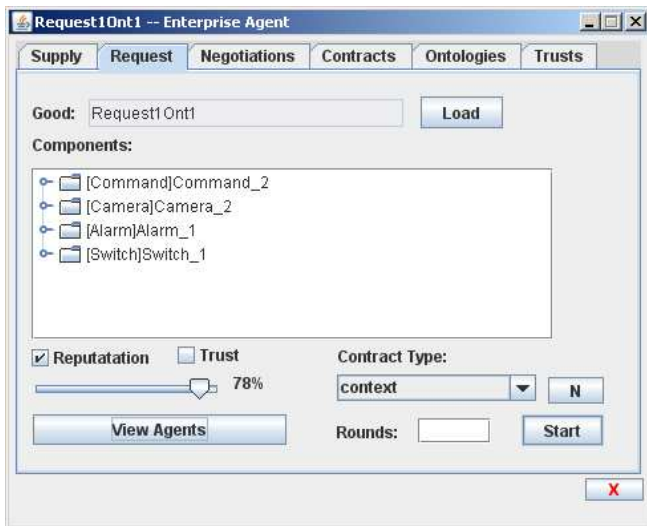 Request1Ont1 -- Enterprise Agent
Supply Request Negotiations Contracts Ontologies Trusts
Good: Request1Ont1 Load
Components:
[Command]Command_2
[Camera]Camera_2
[Alarm]Alarm_1
[Switch]Switch_1
Reputatation Trust Contract Type:
78% context N
View Agents Rounds: Start
X